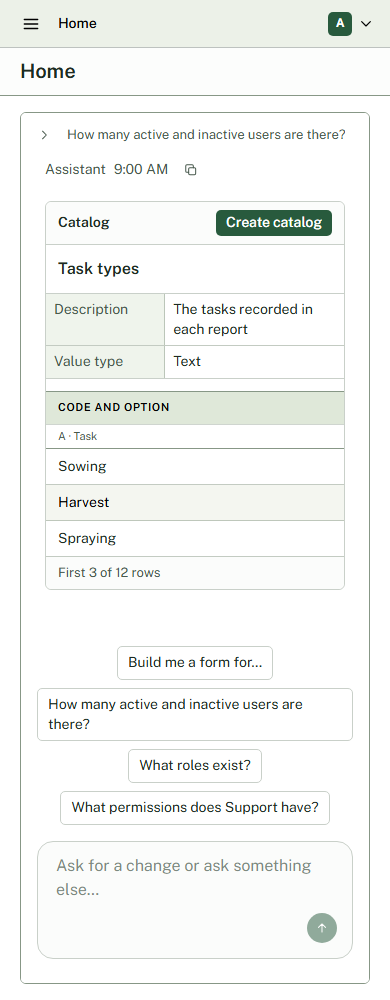 Home
A
Home
How many active and inactive users are there?
Assistant 9:00 AM
Catalog
Create catalog
Task types
Description
The tasks recorded in
each report
Value type
Text
CODE AND OPTION
A · Task
Sowing
Harvest
Spraying
First 3 of 12 rows
Build me a form for...
How many active and inactive users are
there?
What roles exist?
What permissions does Support have?
Ask for a change or ask something
else...